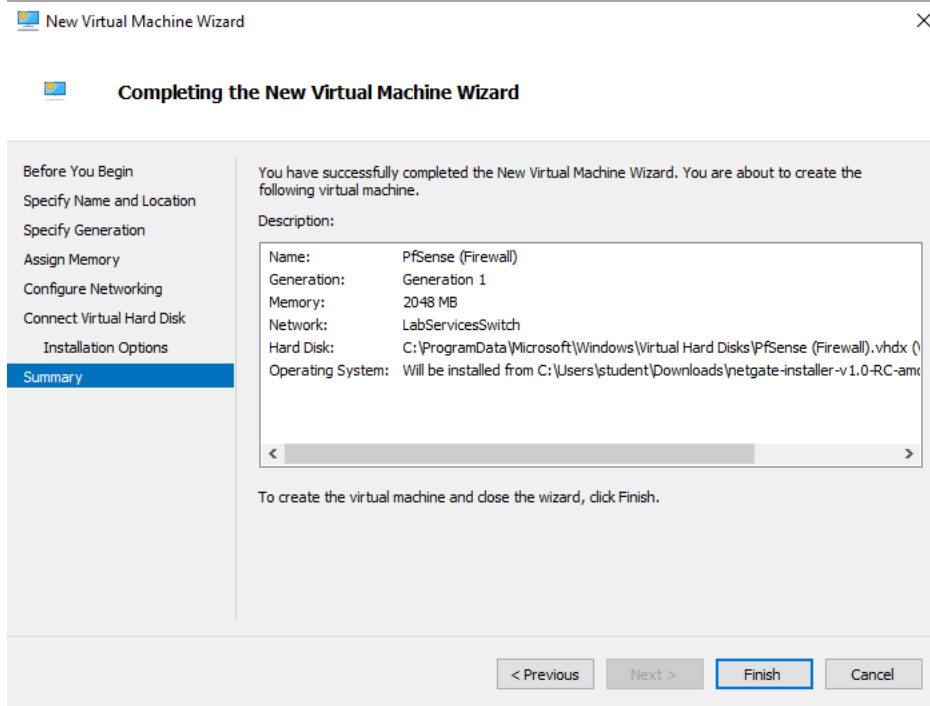 New Virtual Machine Wizard
Completing the New Virtual Machine Wizard
Before You Begin
Specify Name and Location
Specify Generation
Assign Memory
Configure Networking
Connect Virtual Hard Disk
Installation Options
Summary
You have successfully completed the New Virtual Machine Wizard. You are about to create the
following virtual machine.
Description:
Name: PfSense (Firewall)
Generation: Generation 1
Memory: 2048 MB
Network: LabServicesSwitch
Hard Disk: C:\ProgramData\Microsoft\Windows\Virtual Hard Disks\PfSense (Firewall).vhdx (
Operating System: Will be installed from C:\Users\student\Downloads\netgate-installer-v1.0-RC-amd
To create the virtual machine and close the wizard, click Finish.
< Previous
Next >
Finish
Cancel